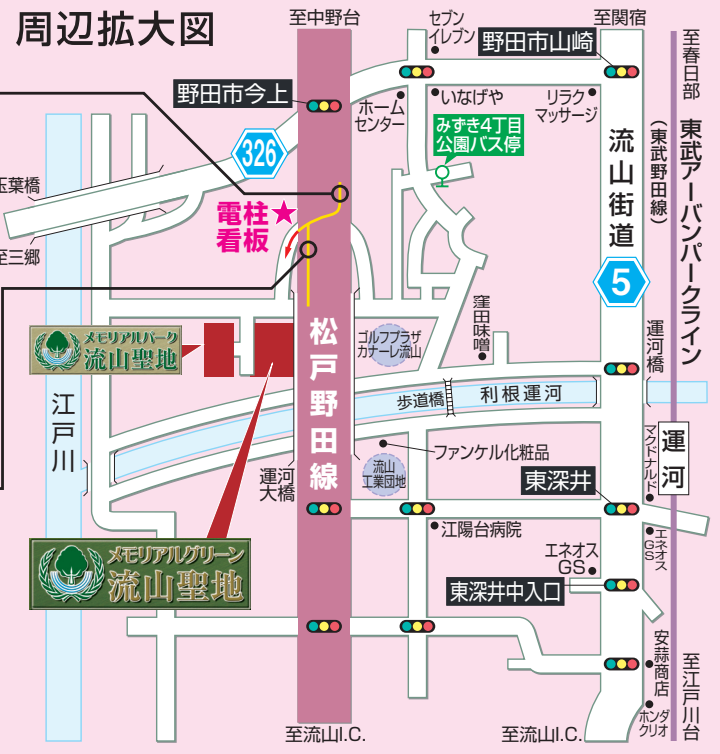 周辺拡大図
至中野台
セブン
イレブン
至関宿
野田市山崎
至春日部
野田市今上
ホーム
センター
いなげや
リラク
マッサージ
みずき4丁目
公園バス停
326
玉葉橋
至三郷
電柱★
看板
流山街道
(東武野田線)
東武アーバンパークライン
5
メモリアルパーク
流山聖地
松戸野田線
ゴルフプラザ
カナーレ流山
窪田味噌
運河橋
江戸川
歩道橋
利根運河
運河
大橋
流山
工業団地
ファンケル化粧品
東深井
マクドナルド
運河
江陽台病院
エネオス
GS
エネオス
GS
メモリアルグリーン
流山聖地
東深井中入口
安蒜商店
至江戸川台
ホンダ
クリオ
至流山I.C.
至流山I.C.